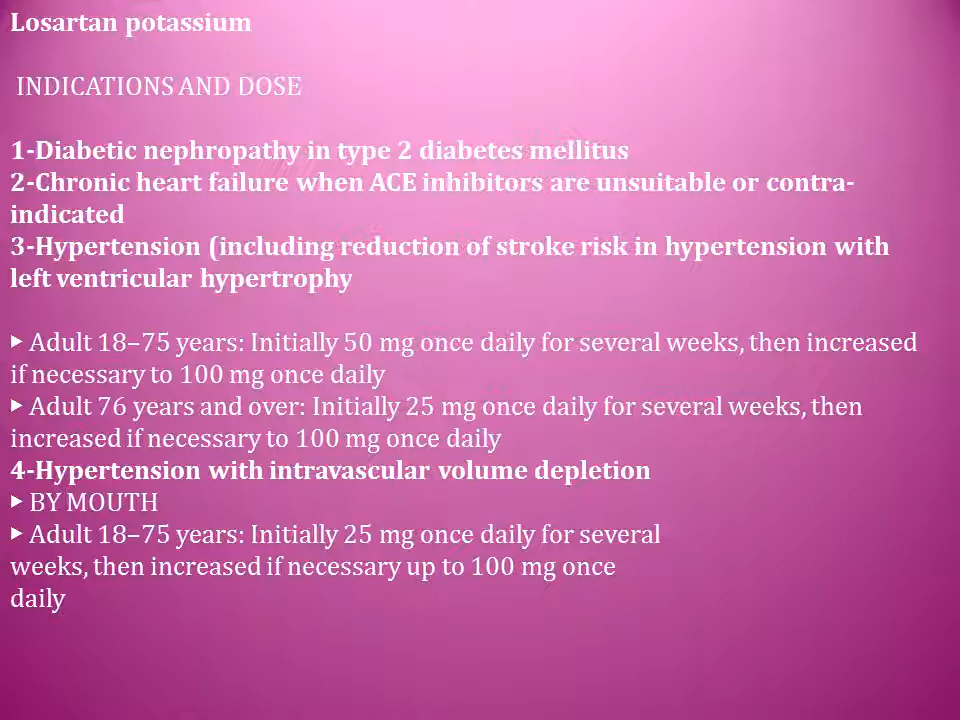 Losartan potassium
INDICATIONS AND DOSE
1-Diabetic nephropathy in type 2 diabetes mellitus
2-Chronic heart failure when ACE inhibitors are unsuitable or contra-
indicated
3-Hypertension (including reduction of stroke risk in hypertension with
left ventricular hypertrophy
▶ Adult 18–75 years: Initially 50 mg once daily for several weeks, then increased
if necessary to 100 mg once daily
▶ Adult 76 years and over: Initially 25 mg once daily for several weeks, then
increased if necessary to 100 mg once daily
4-Hypertension with intravascular volume depletion
▶ BY MOUTH
▶ Adult 18–75 years: Initially 25 mg once daily for several
weeks, then increased if necessary up to 100 mg once
daily